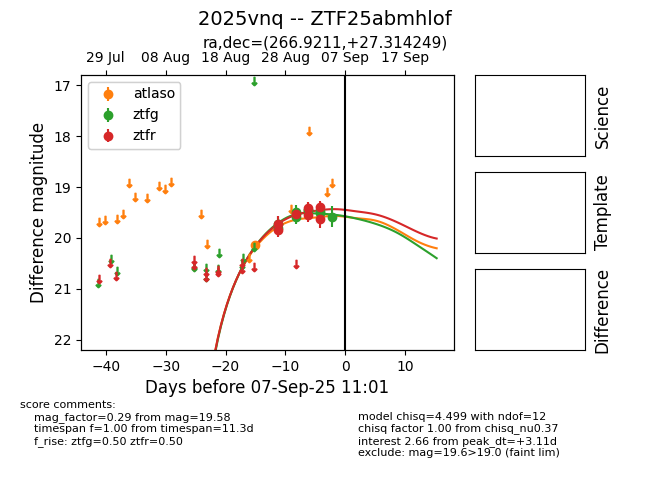 2025vnq -- ZTF25abmhlof
ra,dec=(266.9211,+27.314249)
29 Jul 08 Aug 18 Aug 28 Aug 07 Sep 17 Sep
17
18
19
20
21
22
Difference magnitude
atlaso
ztfg
ztfr
−40 −30 −20 −10 0 10
Days before 07-Sep-25 11:01
Science
Template
Difference
score comments:
mag_factor=0.29 from mag=19.58
timespan f=1.00 from timespan=11.3d
f_rise: ztfg=0.50 ztfr=0.50
model chisq=4.499 with ndof=12
chisq factor 1.00 from chisq_nu0.37
interest 2.66 from peak_dt=+3.11d
exclude: mag=19.6>19.0 (faint lim)